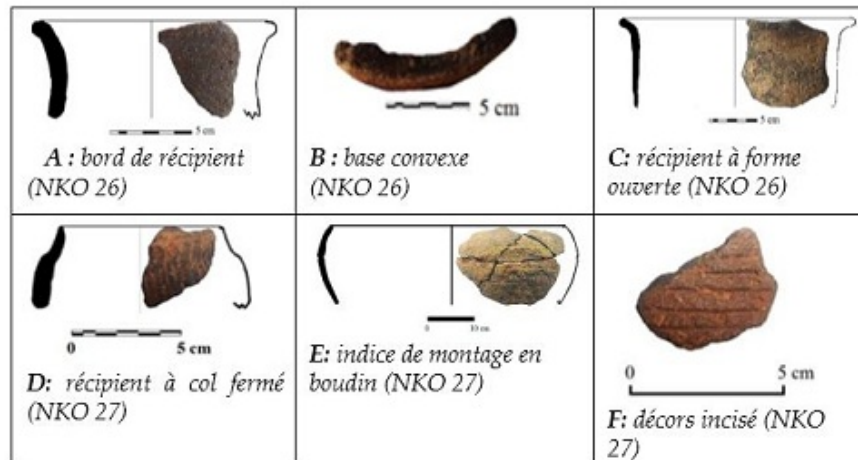 5 cm
A : bord de récipient
(NKO 26)
5 cm
B : base convexe
(NKO 26)
5 cm
C: récipient à forme
ouverte (NKO 26)
0 5 cm
D: récipient à col fermé
(NKO 27)
0 10 cm
E: indice de montage en
boudin (NKO 27)
0 5 cm
F: décors incisé (NKO
27)